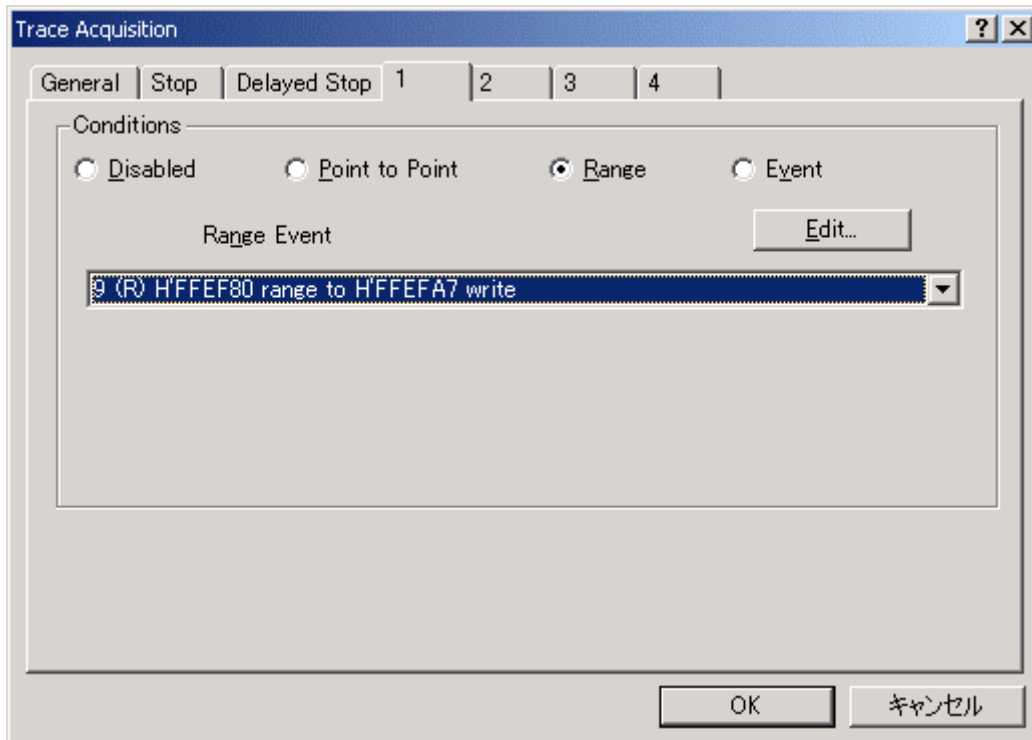 Trace Acquisition
General Stop Delayed Stop 1 2 3 4
Conditions
Disabled Point to Point Range Event
Range Event Edit...
9 (R) H'FFEF80 range to H'FFEFA7 write
OK キャンセル